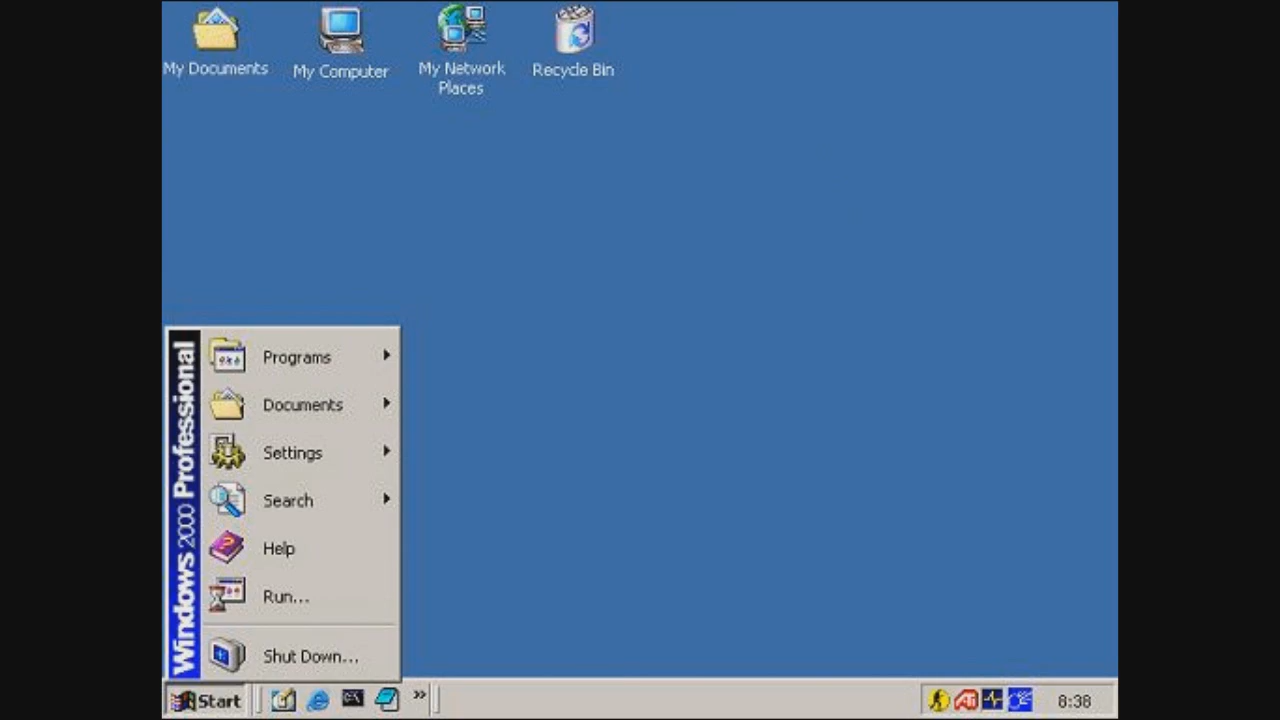 My Documents
My Computer
My Network
Places
Recycle Bin
Windows 2000 Professional
Programs
Documents
Settings
Search
Help
Run...
Shut Down...
Start
8:38